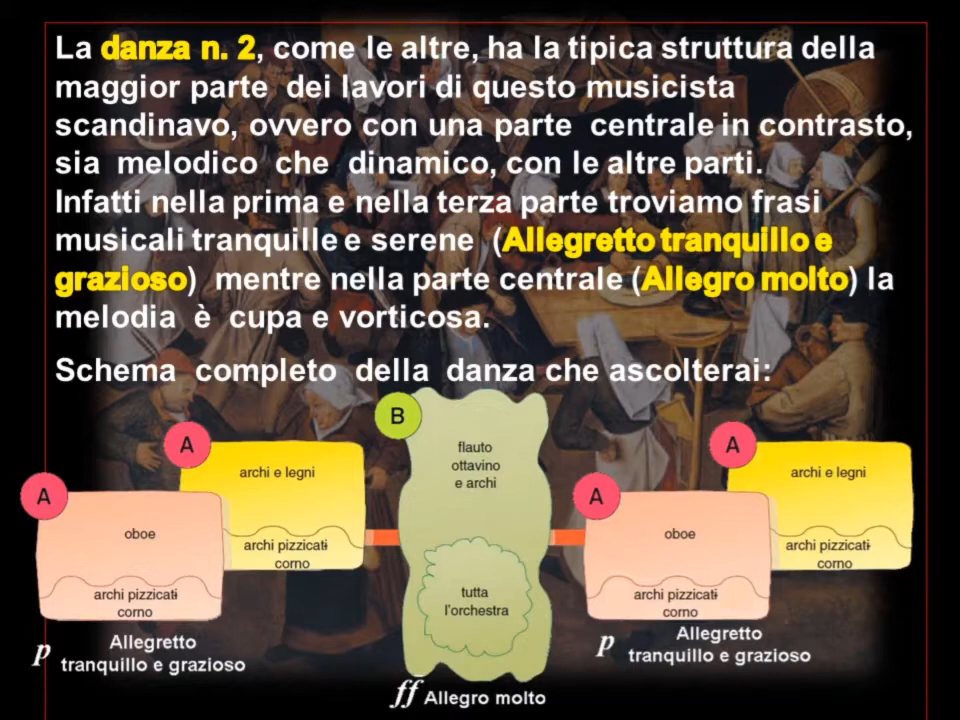 La danza n. 2, come le altre, ha la tipica struttura della
maggior parte dei lavori di questo musicista
scandinavo, ovvero con una parte centrale in contrasto,
sia melodico che dinamico, con le altre parti.
Infatti nella prima e nella terza parte troviamo frasi
musicali tranquille e serene (Allegretto tranquillo e
grazioso) mentre nella parte centrale (Allegro molto) la
melodia è cupa e vorticosa.
Schema completo della danza che ascolterai:
A
oboe
archi pizzicati
corno
A
archi e legni
archi pizzicati
corno
p
Allegretto
tranquillo e grazioso
B
flauto
ottavino
e archi
tutta
l'orchestra
ff Allegro molto
A
oboe
archi pizzicati
corno
A
archi e legni
archi pizzicati
corno
p
Allegretto
tranquillo e grazioso